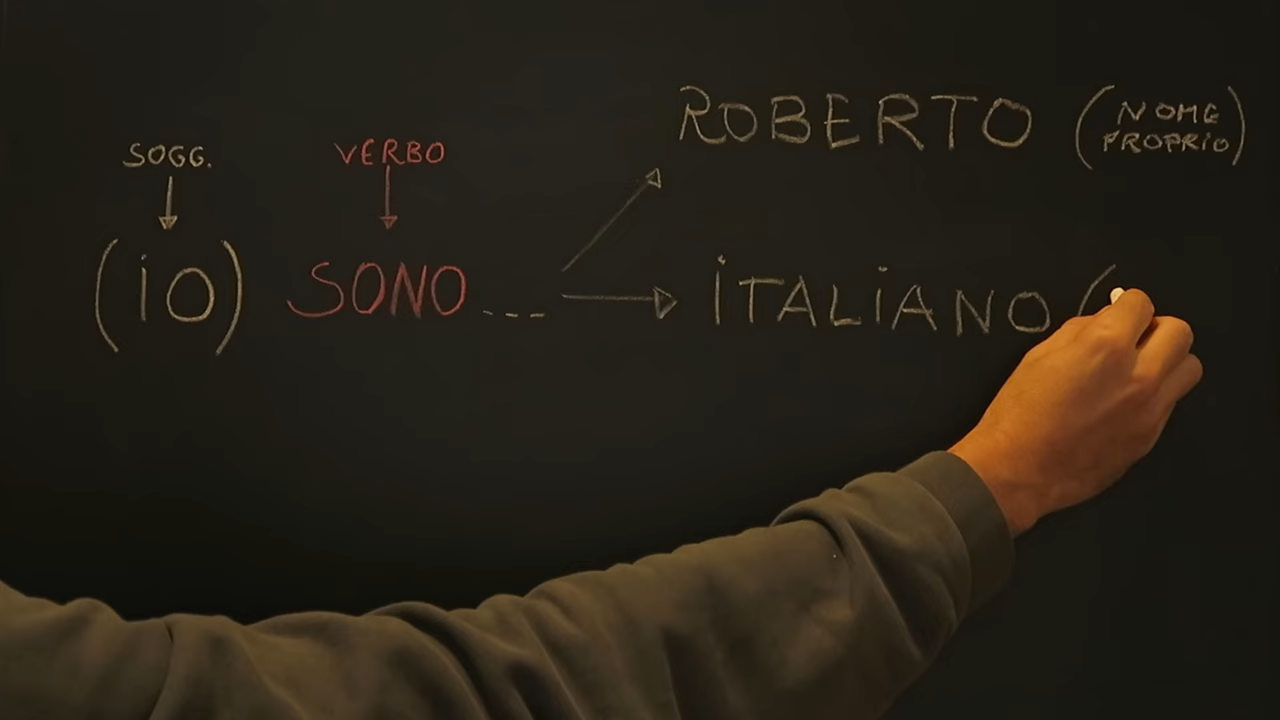 SOGG.
VERBO
(iO) SONO ---
ROBERTO (NOME PROPRiO)
iTALiANO (